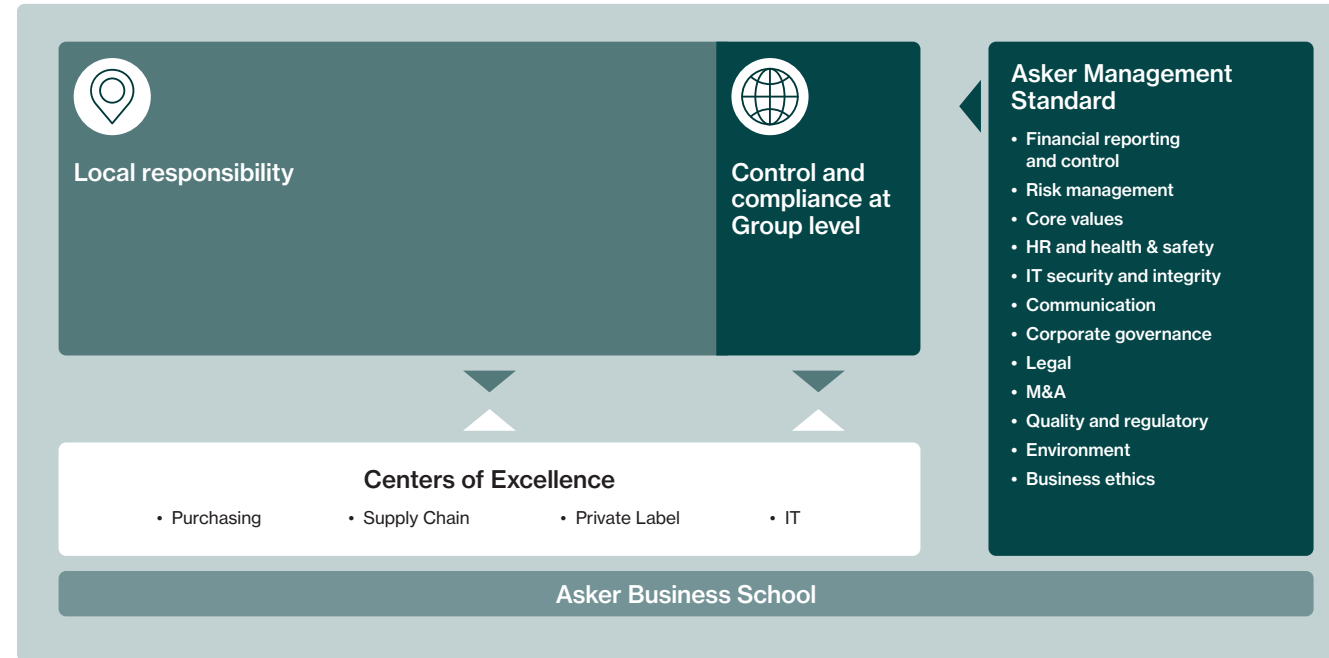 Local responsibility
Control and
compliance at
Group level
Asker Management
Standard
• Financial reporting
and control
• Risk management
• Core values
• HR and health & safety
• IT security and integrity
• Communication
• Corporate governance
• Legal
• M&A
• Quality and regulatory
• Environment
• Business ethics
Centers of Excellence
• Purchasing • Supply Chain • Private Label • IT
Asker Business School